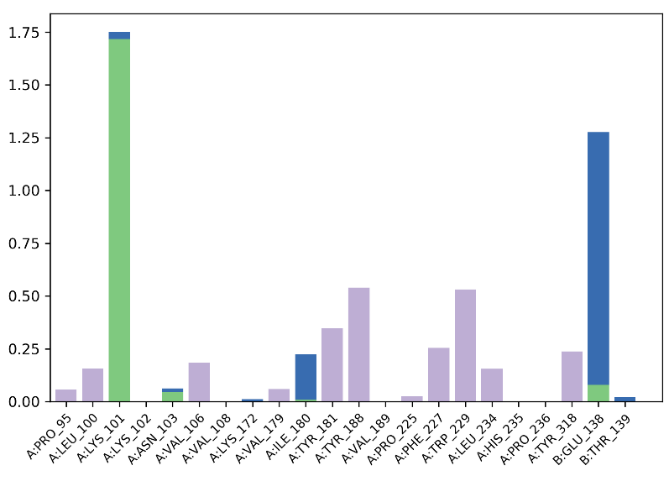 1.75
1.50
1.25
1.00
0.75
0.50
0.25
0.00
A:PRO_95
A:LEU_100
A:LYS_101
A:LYS_102
A:ASN_103
A:VAL_106
A:VAL_108
A:LYS_172
A:VAL_179
A:ILE_180
A:TYR_181
A:TYR_188
A:VAL_189
A:PRO_225
A:PHE_227
A:TRP_229
A:LEU_234
A:HIS_235
A:PRO_236
A:TYR_318
B:GLU_138
B:THR_139